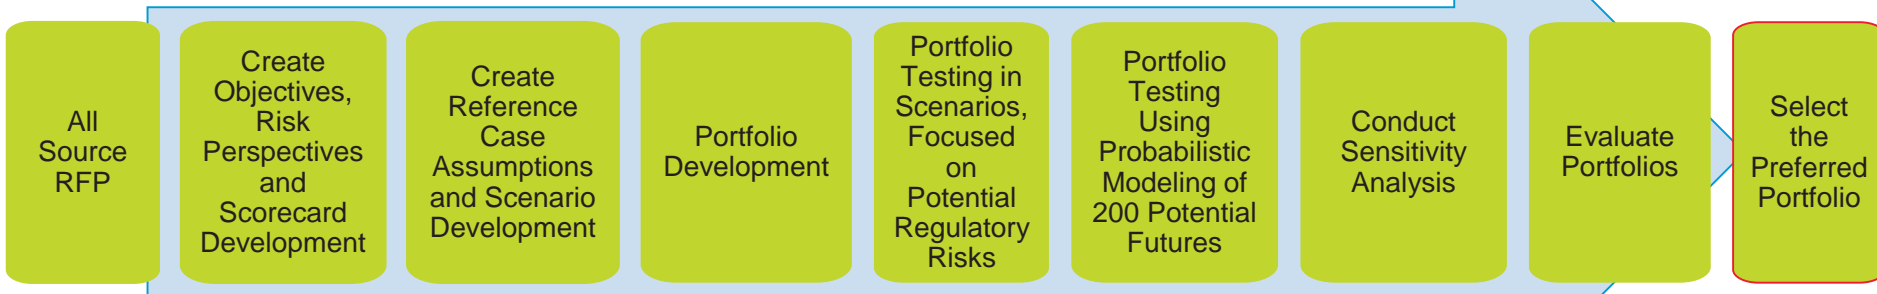 All
Source
RFP
Create
Objectives,
Risk
Perspectives
and
Scorecard
Development
Create
Reference
Case
Assumptions
and Scenario
Development
Portfolio
Development
Portfolio
Testing in
Scenarios,
Focused
on
Potential
Regulatory
Risks
Portfolio
Testing
Using
Probabilistic
Modeling of
200 Potential
Futures
Conduct
Sensitivity
Analysis
Evaluate
Portfolios
Select
the
Preferred
Portfolio